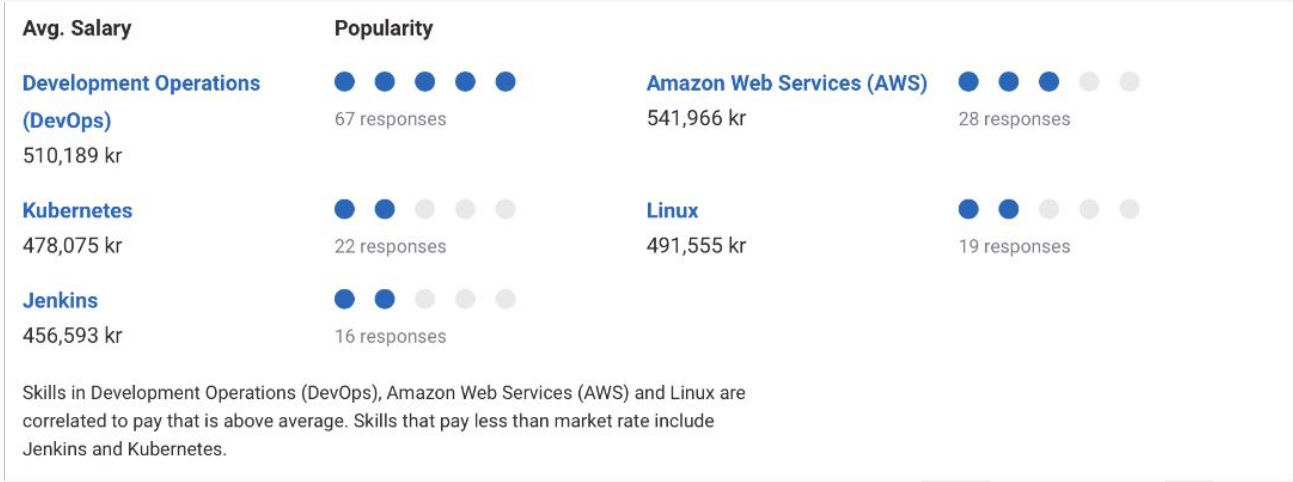 Avg. Salary
Popularity
Development Operations
(DevOps)
510,189 kr
67 responses
Amazon Web Services (AWS)
541,966 kr
28 responses
Kubernetes
478,075 kr
22 responses
Linux
491,555 kr
19 responses
Jenkins
456,593 kr
16 responses
Skills in Development Operations (DevOps), Amazon Web Services (AWS) and Linux are
correlated to pay that is above average. Skills that pay less than market rate include
Jenkins and Kubernetes.